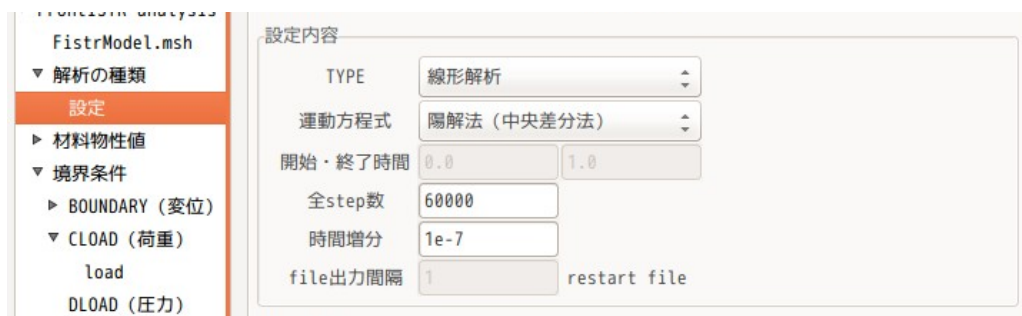 FistrModel.msh
解析の種類
設定
材料物性値
境界条件
BOUNDARY (変位)
CLOAD (荷重)
load
DLOAD (圧力)
設定内容
TYPE 線形解析
運動方程式 陽解法 (中央差分法)
開始・終了時間 0.0 1.0
全step数 60000
時間増分 1e-7
file出力間隔 1 restart file